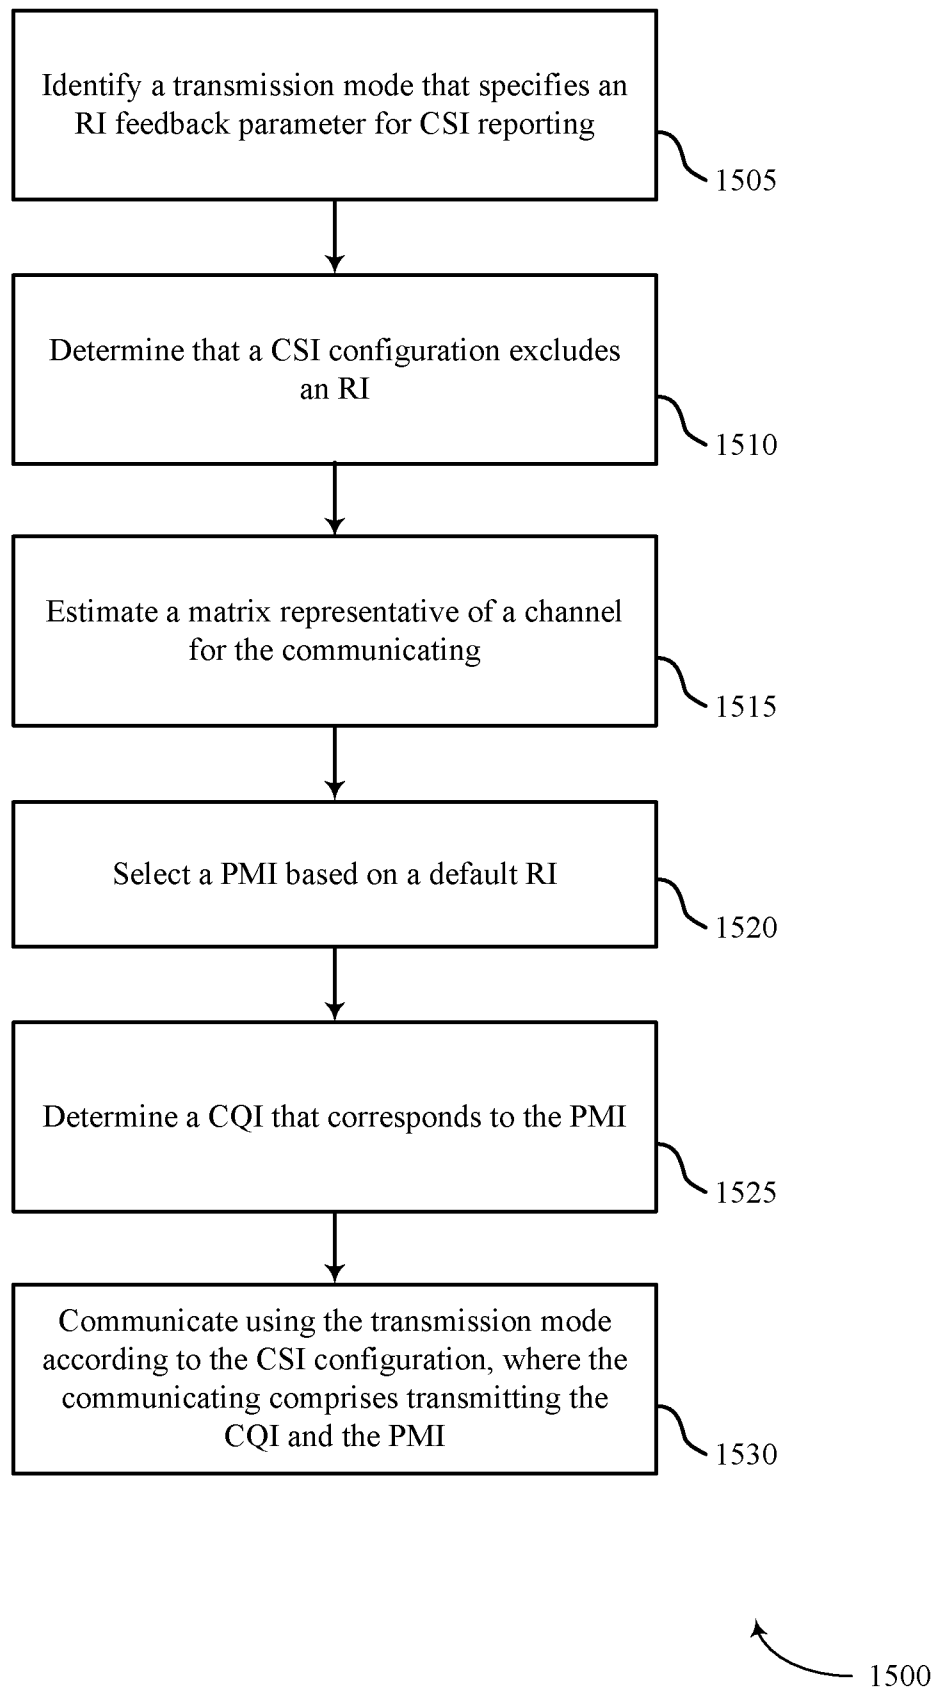 Identify a transmission mode that specifies an
RI feedback parameter for CSI reporting
1505
Determine that a CSI configuration excludes
an RI
1510
Estimate a matrix representative of a channel
for the communicating
1515
Select a PMI based on a default RI
1520
Determine a CQI that corresponds to the PMI
1525
Communicate using the transmission mode
according to the CSI configuration, where the
communicating comprises transmitting the
CQI and the PMI
1530
1500